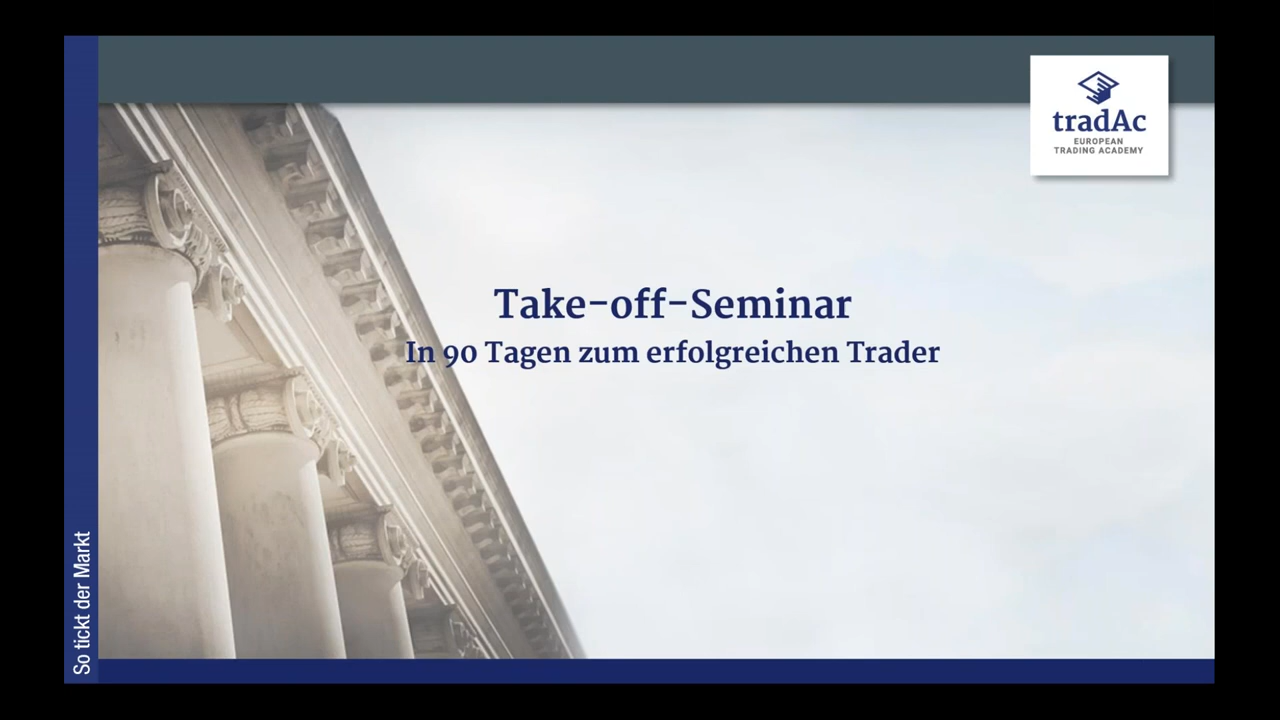 tradAc
EUROPEAN
TRADING ACADEMY
Take-off-Seminar
In 90 Tagen zum erfolgreichen Trader
So tickt der Markt